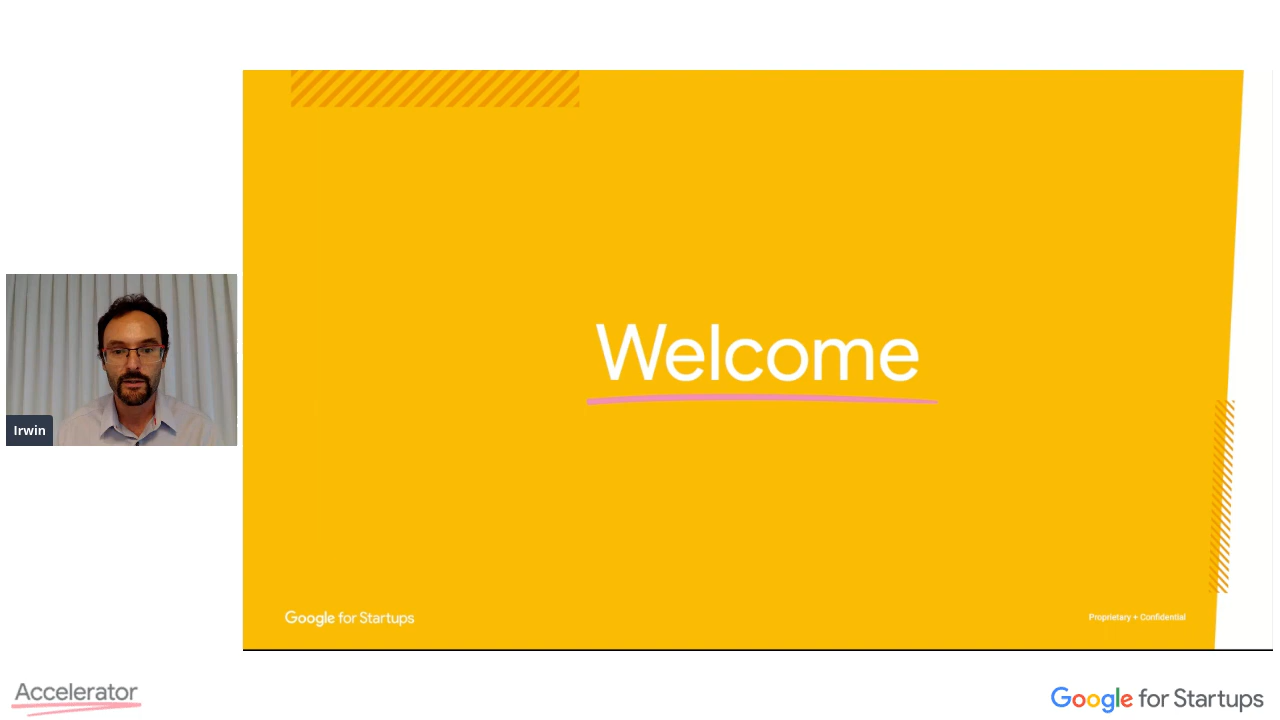 Welcome
Irwin
Google for Startups
Proprietary + Confidential
Accelerator
Google for Startups